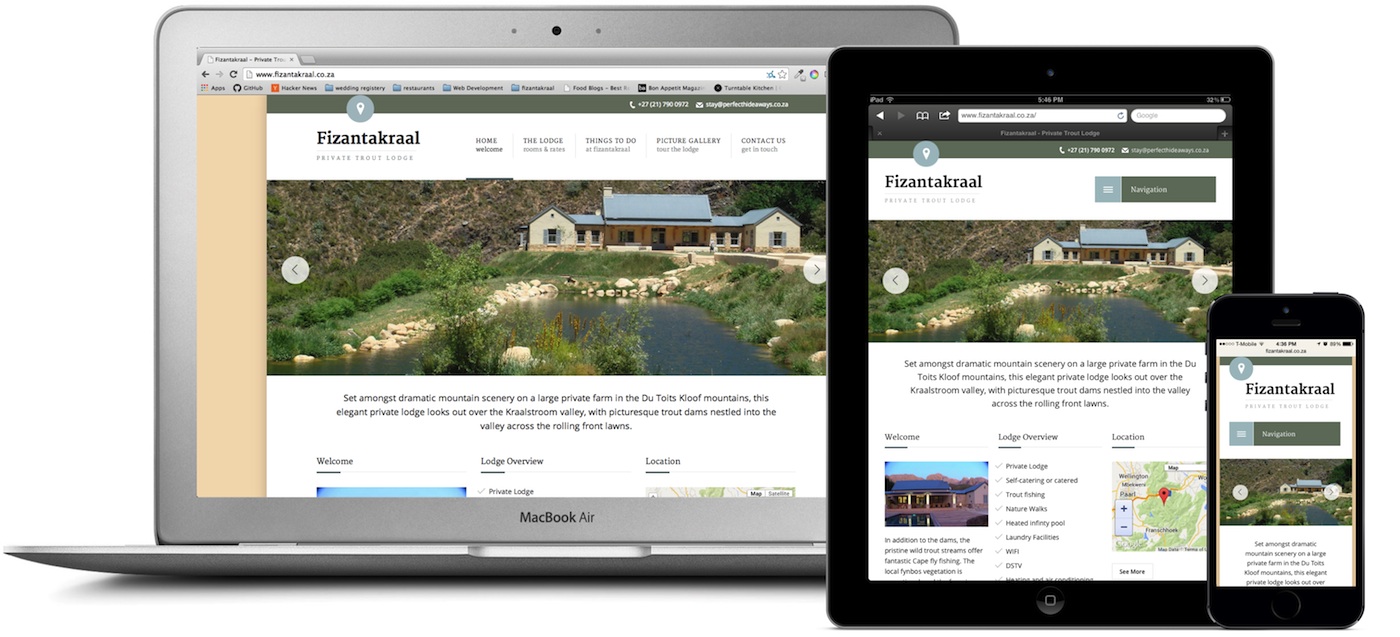 Fizantakraal - Private Trou
www.fizantakraal.co.za
Apps GitHub Hacker News wedding registery restaurants Web Development fizantakraal Food Blogs – Best R Bon Appetit Magazi Turntable Kitchen
+27 (21) 790 0972 stay@perfecthideaways.co.za
Fizantakraal
PRIVATE TROUT LODGE
HOME THE LODGE THINGS TO DO PICTURE GALLERY CONTACT US
welcome rooms & rates at fizantakraal tour the lodge get in touch
Set amongst dramatic mountain scenery on a large private farm in the Du Toits Kloof mountains, this
elegant private lodge looks out over the Kraalstroom valley, with picturesque trout dams nestled into the
valley across the rolling front lawns.
Welcome Lodge Overview Location
Private Lodge
Map Satellite
MacBook Air
iPad 5:46 PM 32%
www.fizantakraal.co.za/ Google
Fizantakraal - Private Trout Lodge
+27 (21) 790 0972 stay@perfecthideaways.co.za
Fizantakraal
PRIVATE TROUT LODGE
Navigation
Set amongst dramatic mountain scenery on a large private farm in the Du
Toits Kloof mountains, this elegant private lodge looks out over the
Kraalstroom valley, with picturesque trout dams nestled into the valley
across the rolling front lawns.
Welcome Lodge Overview Location
Private Lodge
Self-catering or catered
Trout fishing
Nature Walks
Heated infinty pool
Laundry Facilities
WIFI
DSTV
Heating and air conditioning
In addition to the dams, the
pristine wild trout streams offer
fantastic Cape fly fishing. The
local fynbos vegetation is
Map
Wellington
Paarl
Franschhoek
Map Data - Terms of
See More
T-Mobile 4:36 PM 89%
fizantakraal.co.za
Fizantakraal
PRIVATE TROUT LODGE
Navigation
Set amongst dramatic
mountain scenery on a large
private farm in the Du Toits
Kloof mountains, this elegant
private lodge looks out over